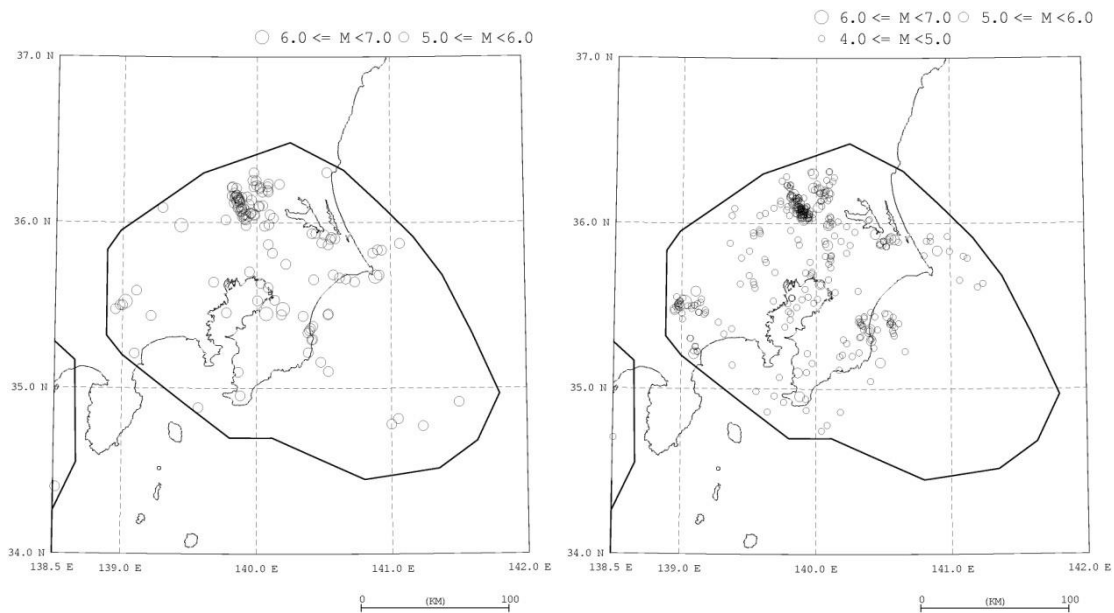 6.0 <= M <7.0 5.0 <= M <6.0
37.0 N
36.0 N
35.0 N
34.0 N
138.5 E 139.0 E 140.0 E 141.0 E 142.0 E
(KM)
0 100
6.0 <= M <7.0 5.0 <= M <6.0
4.0 <= M <5.0
37.0 N
36.0 N
35.0 N
34.0 N
138.5 E 139.0 E 140.0 E 141.0 E 142.0 E
(KM)
0 100